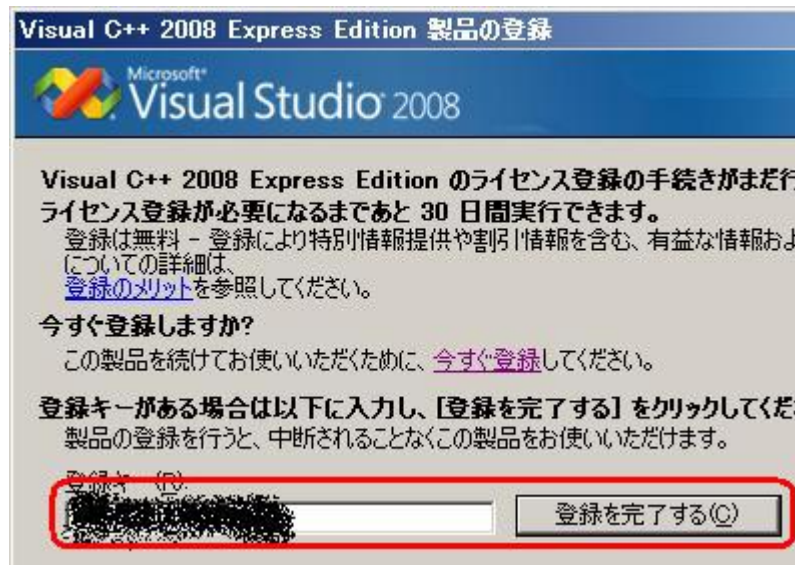 Visual C++ 2008 Express Edition 製品の登録
Microsoft
Visual Studio 2008
Visual C++ 2008 Express Edition のライセンス登録の手続きがまだ行
ライセンス登録が必要になるまであと 30 日間実行できます。
登録は無料 - 登録により特別情報提供や割引情報を含む、有益な情報およ
についての詳細は、
登録のメリットを参照してください。
今すぐ登録しますか?
この製品を続けてお使いいただくために、今すぐ登録してください。
登録キーがある場合は以下に入力し、[登録を完了する] をクリックしてくだ
製品の登録を行うと、中断されることなくこの製品をお使いいただけます。
登録キー(R):
登録を完了する(C)